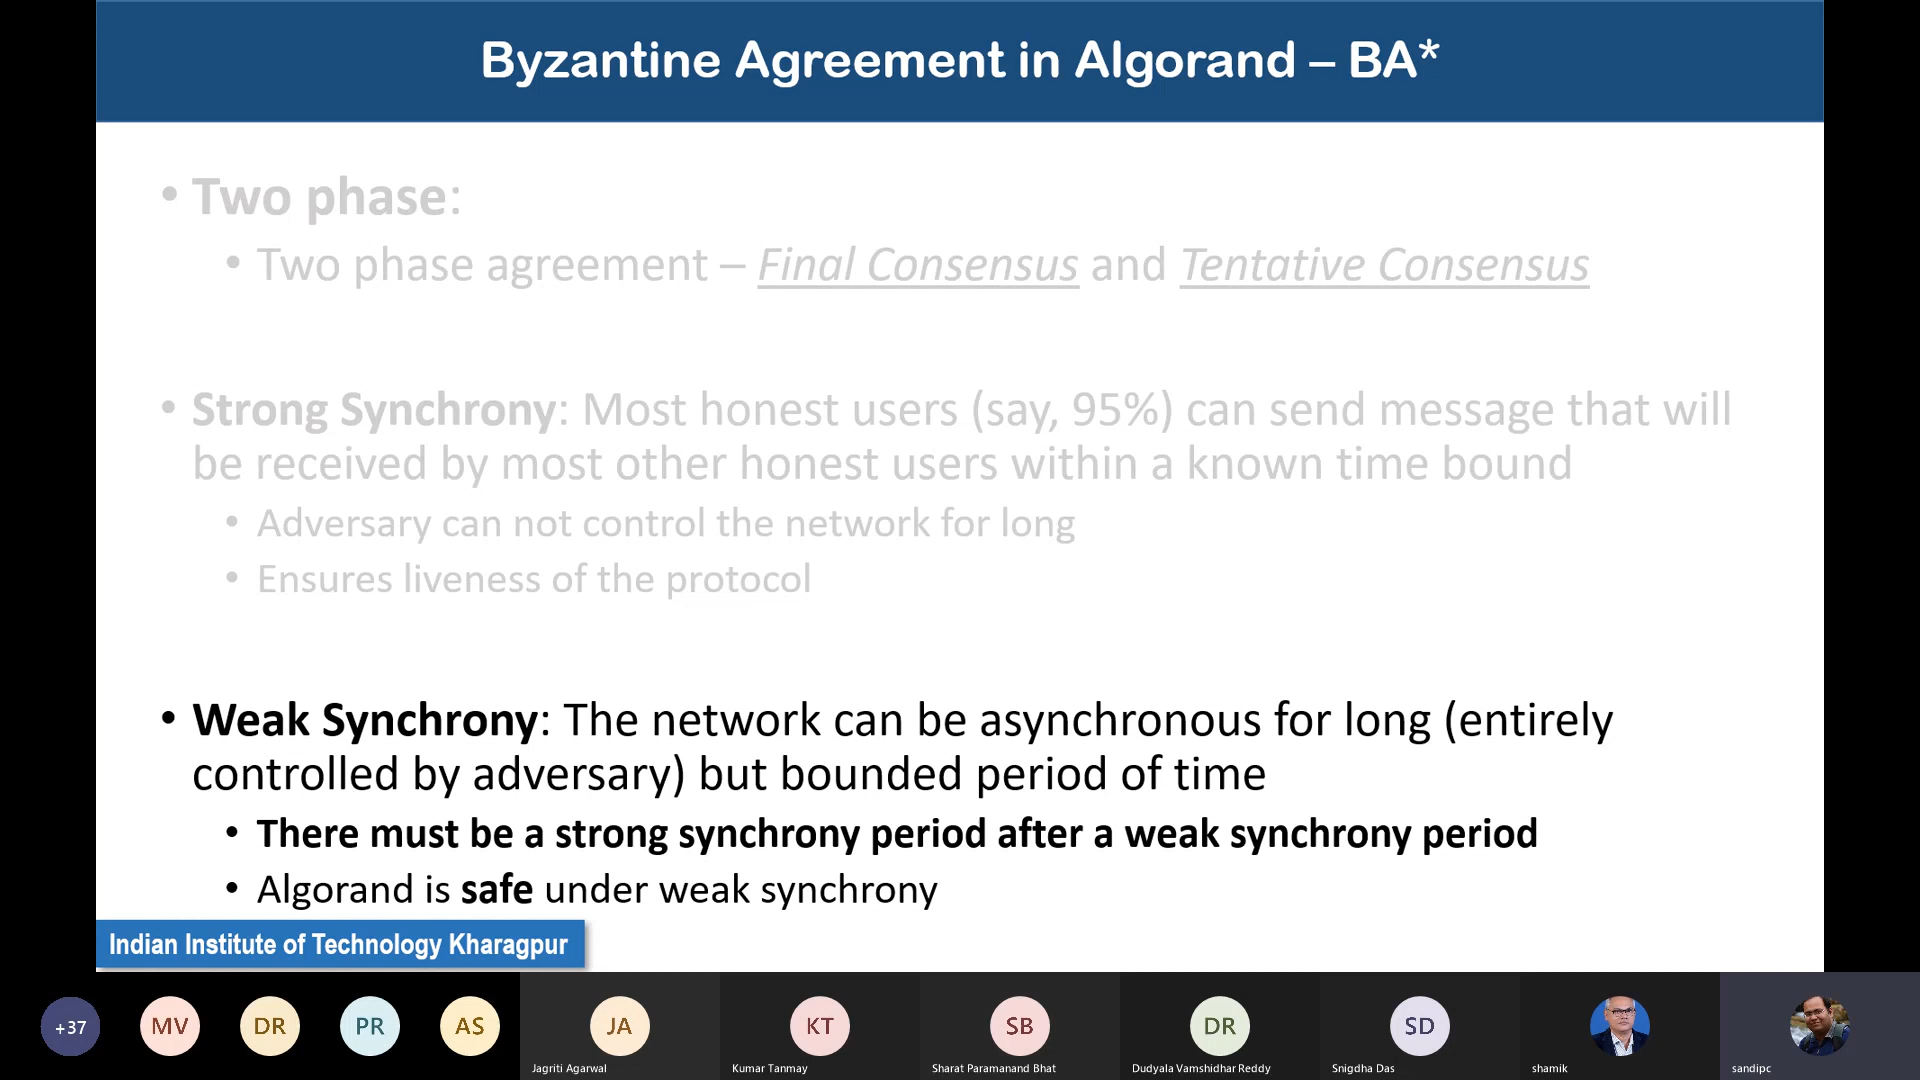 Byzantine Agreement in Algorand – BA*
• Two phase:
• Two phase agreement – Final Consensus and Tentative Consensus
• Strong Synchrony: Most honest users (say, 95%) can send message that will
be received by most other honest users within a known time bound
• Adversary can not control the network for long
• Ensures liveness of the protocol
• Weak Synchrony: The network can be asynchronous for long (entirely
controlled by adversary) but bounded period of time
• There must be a strong synchrony period after a weak synchrony period
• Algorand is safe under weak synchrony
Indian Institute of Technology Kharagpur
+37 MV DR PR AS JA KT SB DR SD
Jagriti Agarwal Kumar Tanmay Sharat Paramanand Bhat Dudyala Vamshidhar Reddy Snigdha Das shamik sandipc